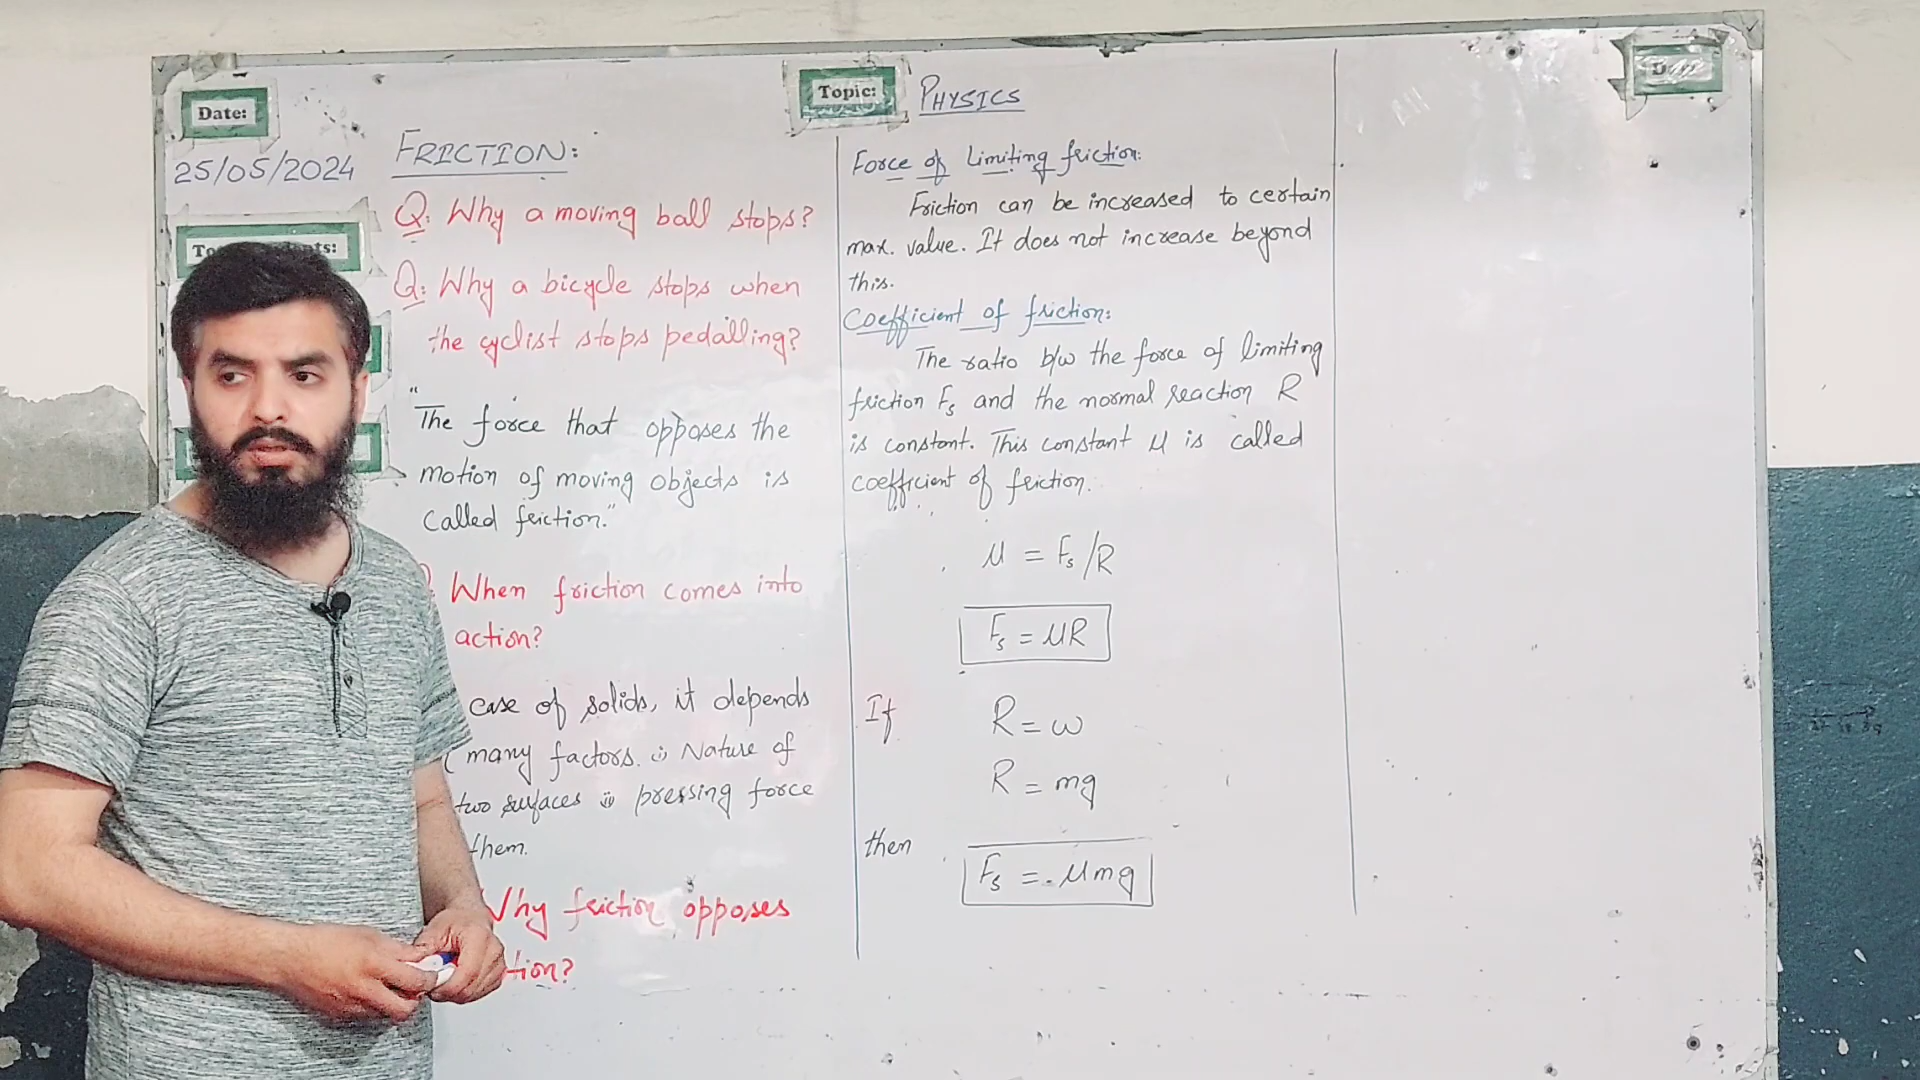 Date:
25/05/2024
Topic: PHYSICS
FRICTION:
Q: Why a moving ball stops?
Q: Why a bicycle stops when
the cyclist stops pedalling?
"The force that opposes the
motion of moving objects is
called friction."
When friction comes into
action?
case of solids, it depends
many factors. (i) Nature of
two surfaces (ii) pressing force
them.
Why friction opposes
tion?
Force of Limiting friction:
Friction can be increased to certain
max. value. It does not increase beyond
this.
Coefficient of friction:
The ratio b/w the force of limiting
friction Fs and the normal reaction R
is constant. This constant μ is called
coefficient of friction.
μ = Fs/R
Fs = μR
If R = w
R = mg
then
Fs = μmg